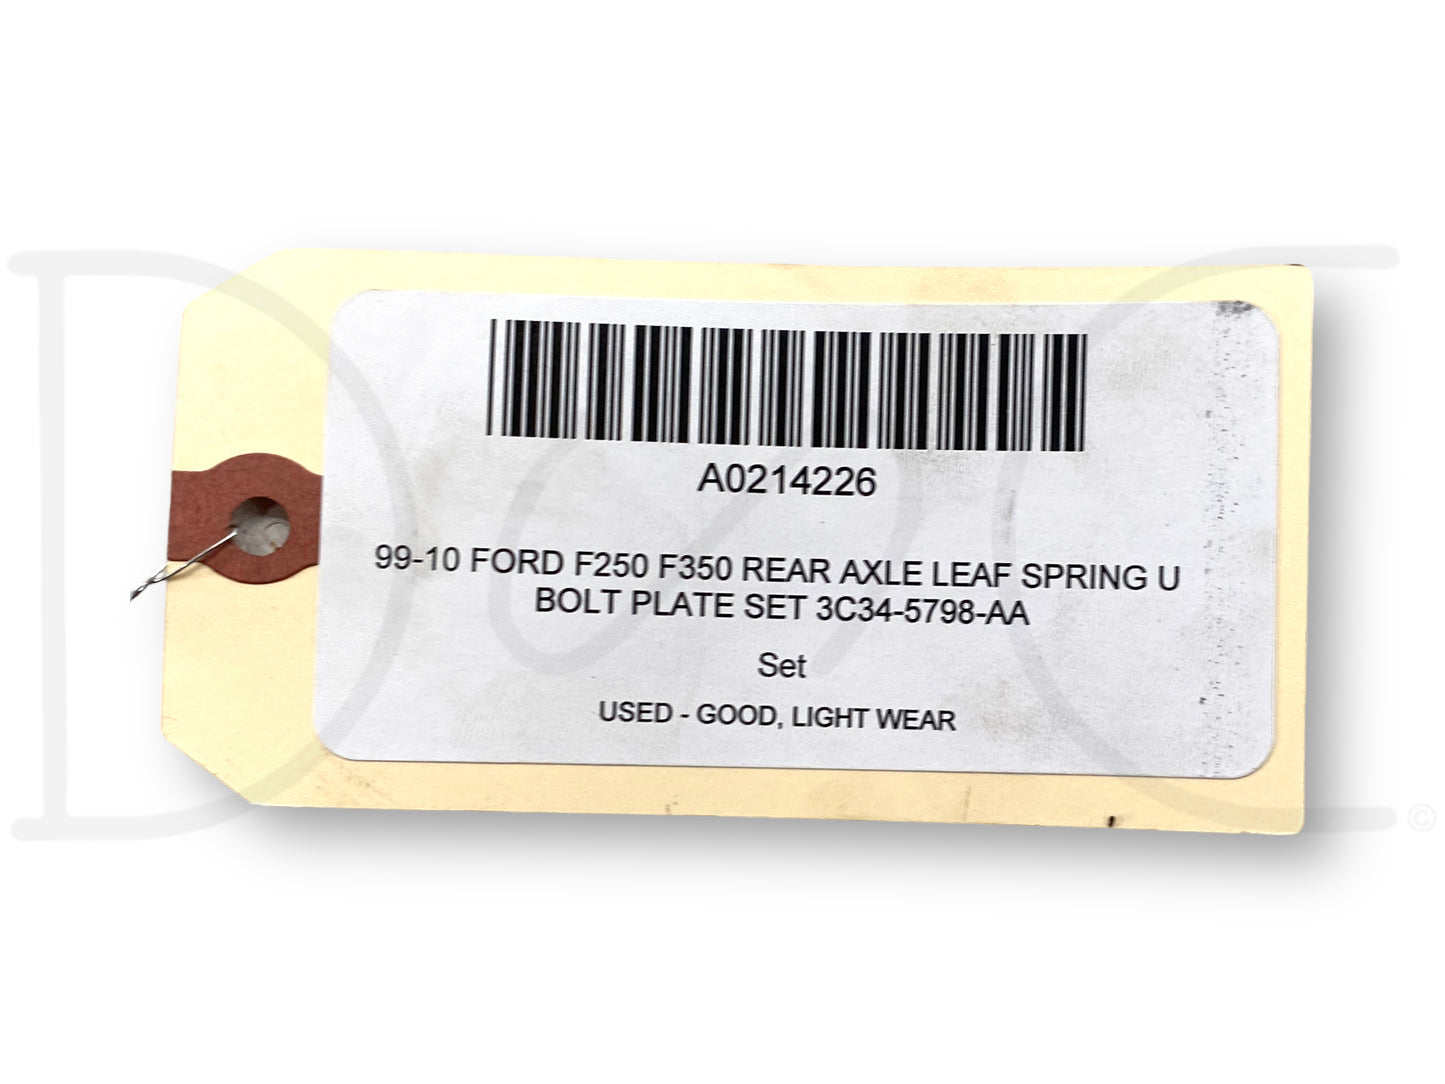 A0214226
99-10 FORD F250 F350 REAR AXLE LEAF SPRING U
BOLT PLATE SET 3C34-5798-AA
Set
USED - GOOD, LIGHT WEAR
©